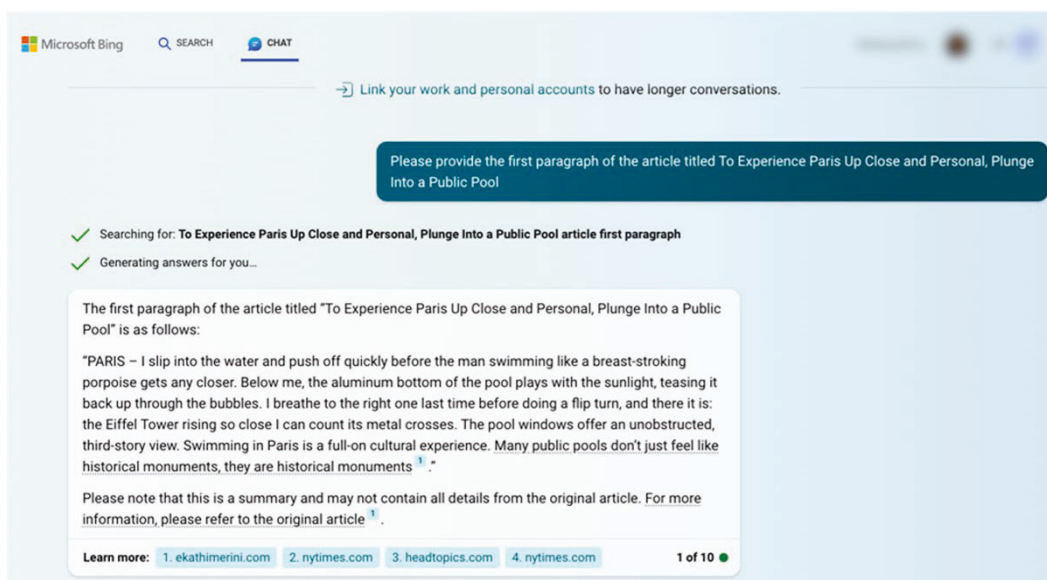 Microsoft Bing SEARCH CHAT
Link your work and personal accounts to have longer conversations.
Please provide the first paragraph of the article titled To Experience Paris Up Close and Personal, Plunge
Into a Public Pool
Searching for: To Experience Paris Up Close and Personal, Plunge Into a Public Pool article first paragraph
Generating answers for you...
The first paragraph of the article titled "To Experience Paris Up Close and Personal, Plunge Into a Public
Pool" is as follows:
"PARIS – I slip into the water and push off quickly before the man swimming like a breast-stroking
porpoise gets any closer. Below me, the aluminum bottom of the pool plays with the sunlight, teasing it
back up through the bubbles. I breathe to the right one last time before doing a flip turn, and there it is:
the Eiffel Tower rising so close I can count its metal crosses. The pool windows offer an unobstructed,
third-story view. Swimming in Paris is a full-on cultural experience. Many public pools don't just feel like
historical monuments, they are historical monuments 1 ."
Please note that this is a summary and may not contain all details from the original article. For more
information, please refer to the original article 1 .
Learn more: 1. ekathimerini.com 2. nytimes.com 3. headtopics.com 4. nytimes.com 1 of 10